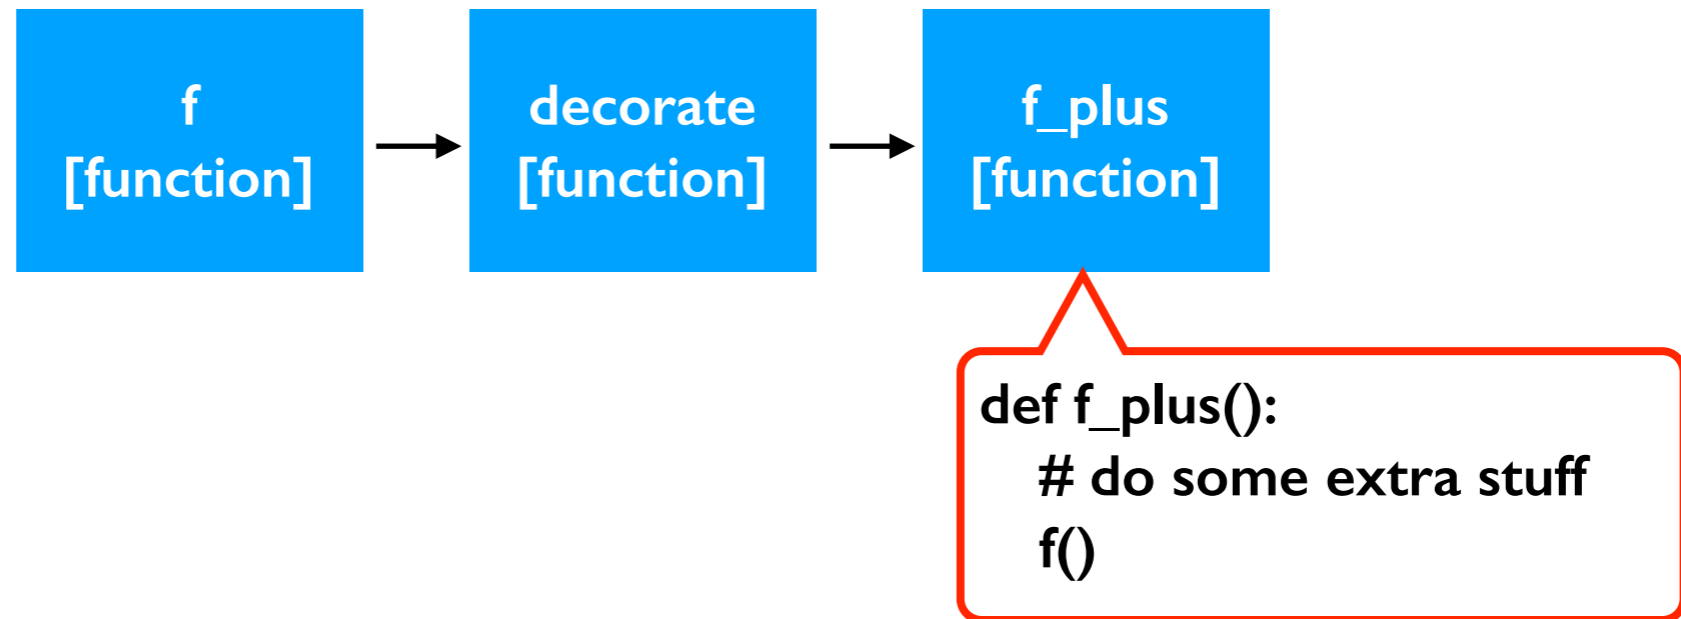 f
[function]
decorate
[function]
f_plus
[function]
def f_plus():
# do some extra stuff
f()